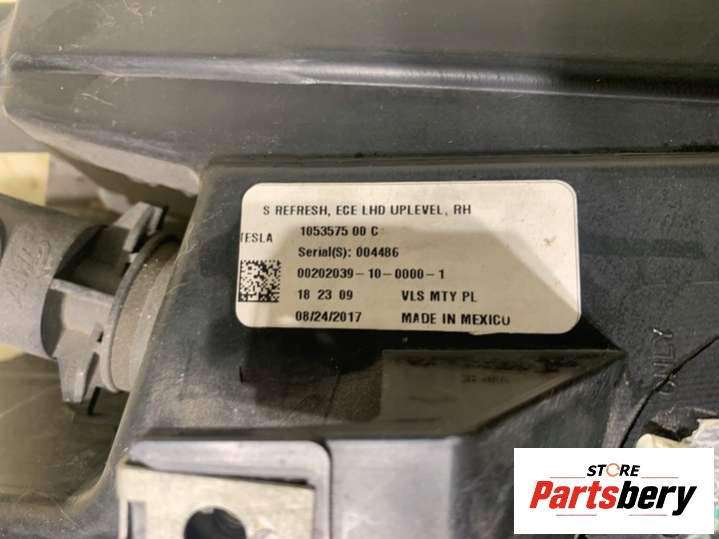 S REFRESH, ECE LHD UPLEVEL, RH
TESLA
1053575 00 C
Serial(S): 004486
00202039-10-0000-1
18 23 09 VLS MTY PL
08/24/2017 MADE IN MEXICO
ONLY
STORE
Partsbery